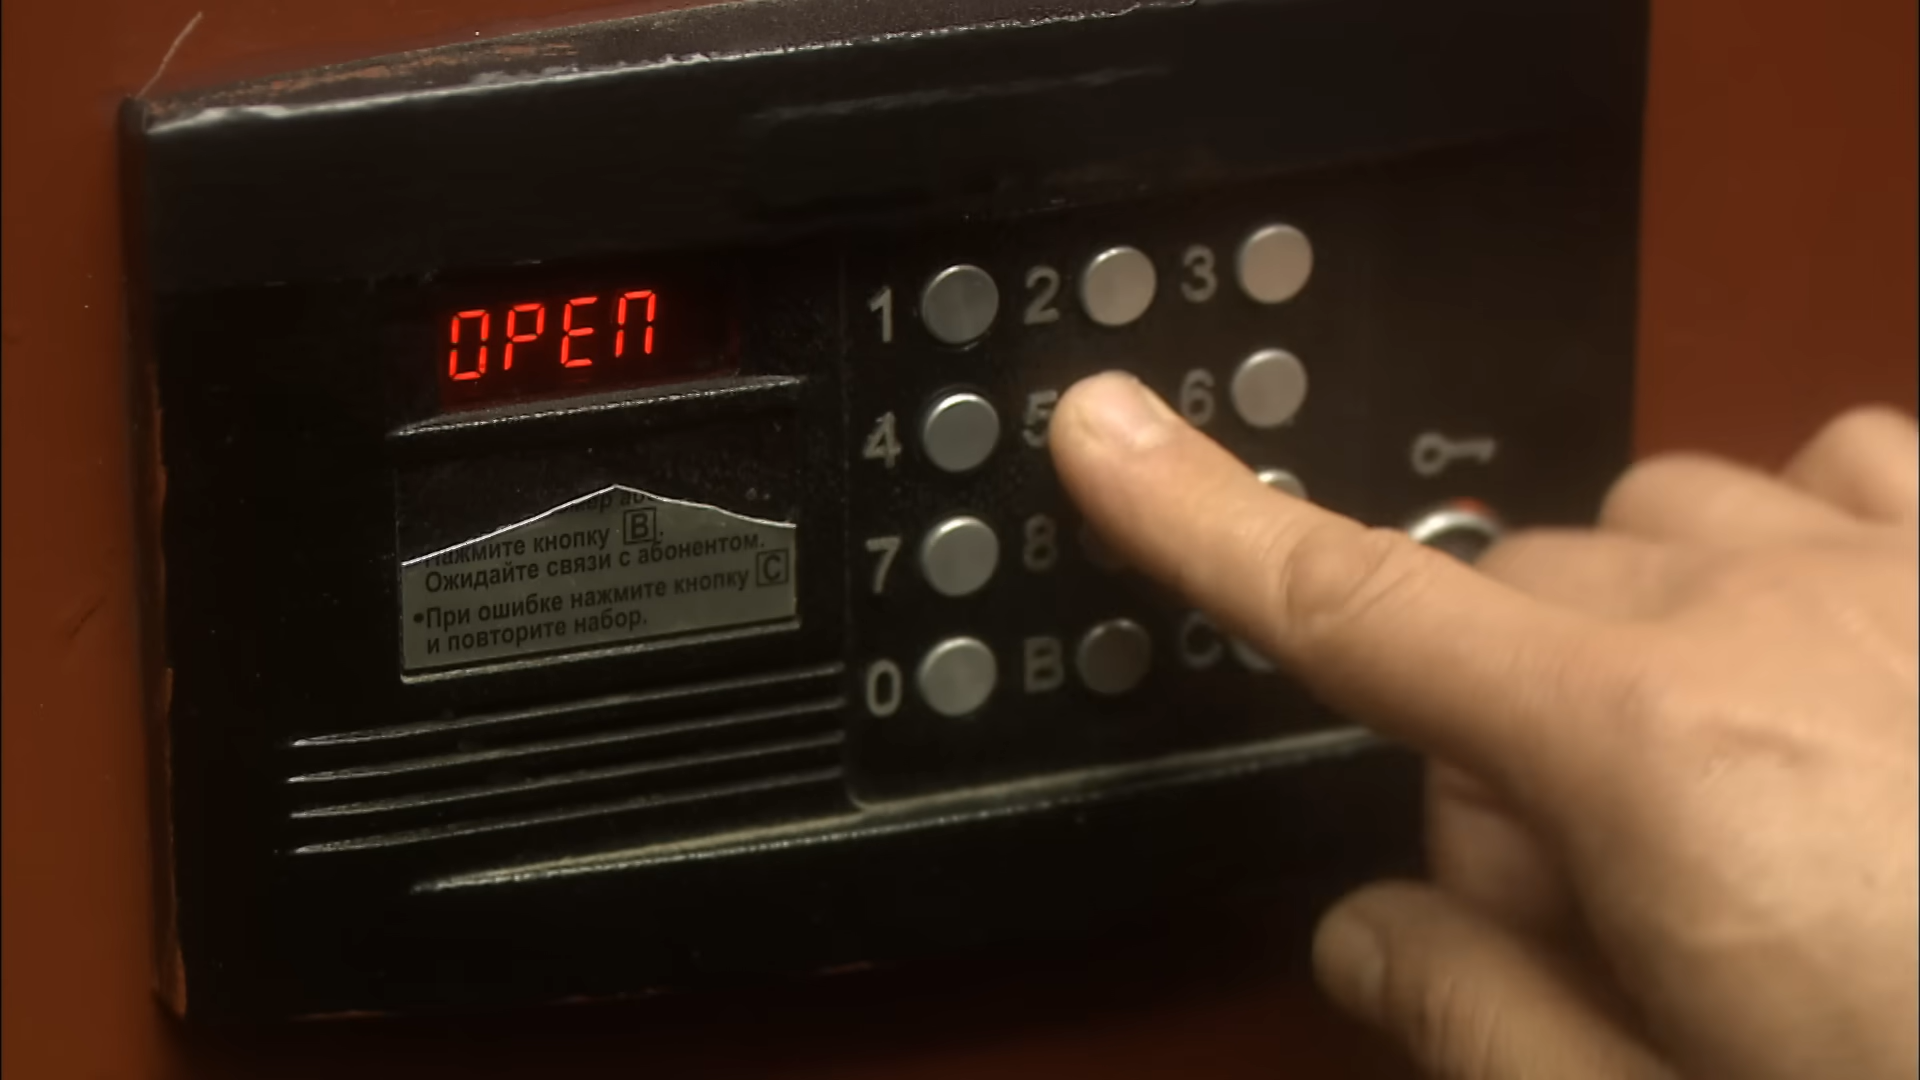 OPEN
1 2 3
4 5 6
7 8
0 B C
Нажмите кнопку B.
Ожидайте связи с абонентом.
•При ошибке нажмите кнопку C
и повторите набор.